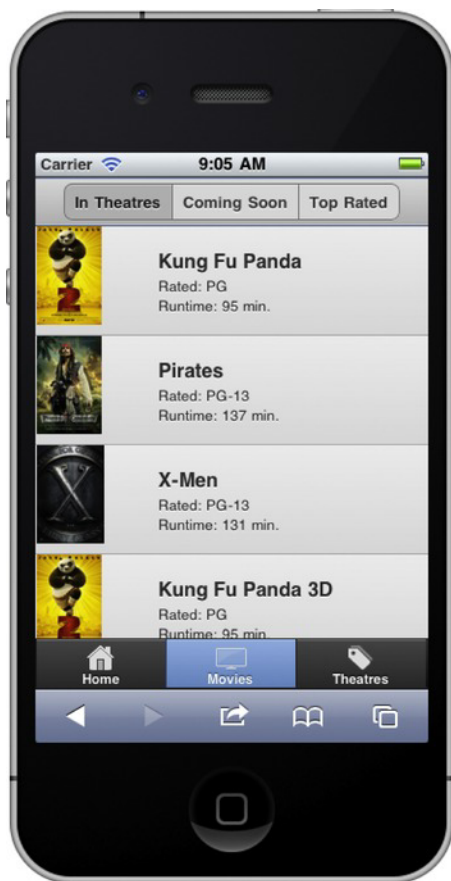 Carrier 9:05 AM
In Theatres Coming Soon Top Rated
Kung Fu Panda
Rated: PG
Runtime: 95 min.
2
Pirates
Rated: PG-13
Runtime: 137 min.
X-Men
Rated: PG-13
Runtime: 131 min.
Kung Fu Panda 3D
Rated: PG
Runtime: 95 min.
2
Home Movies Theatres